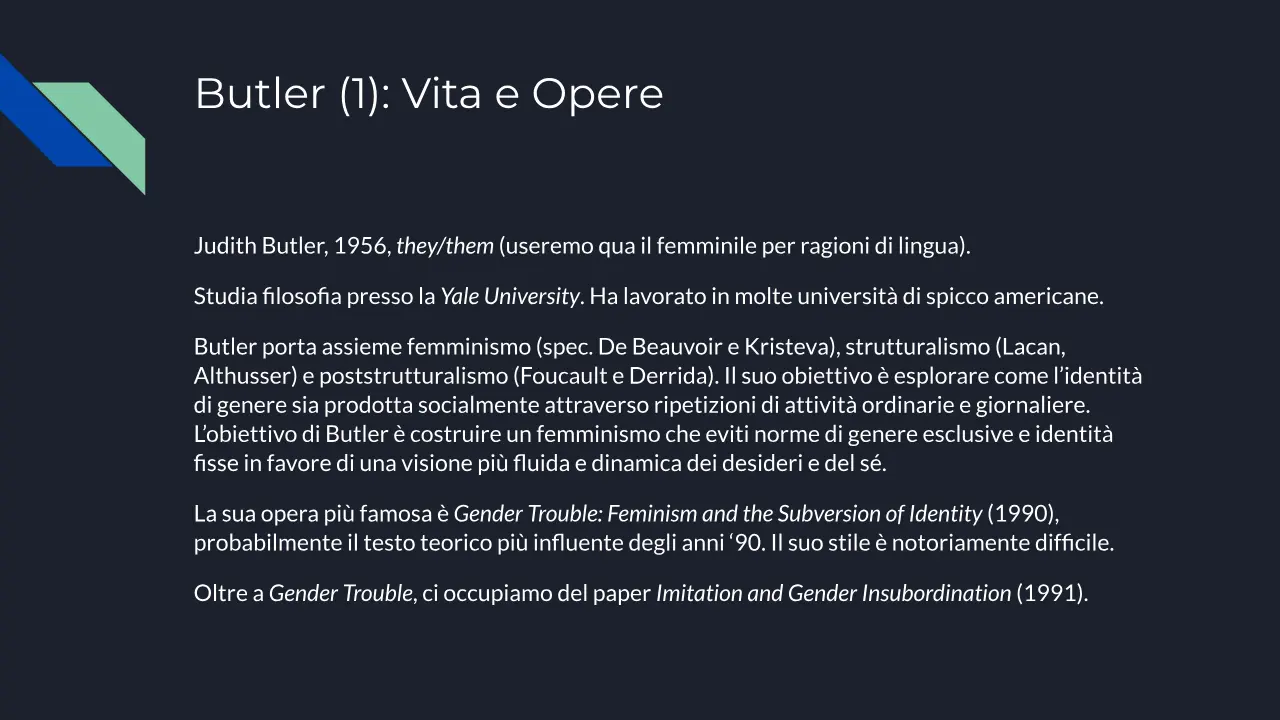 Butler (1): Vita e Opere
Judith Butler, 1956, they/them (useremo qua il femminile per ragioni di lingua).
Studia filosofia presso la Yale University. Ha lavorato in molte università di spicco americane.
Butler porta assieme femminismo (spec. De Beauvoir e Kristeva), strutturalismo (Lacan,
Althusser) e poststrutturalismo (Foucault e Derrida). Il suo obiettivo è esplorare come l’identità
di genere sia prodotta socialmente attraverso ripetizioni di attività ordinarie e giornaliere.
L’obiettivo di Butler è costruire un femminismo che eviti norme di genere esclusive e identità
fisse in favore di una visione più fluida e dinamica dei desideri e del sé.
La sua opera più famosa è Gender Trouble: Feminism and the Subversion of Identity (1990),
probabilmente il testo teorico più influente degli anni ‘90. Il suo stile è notoriamente difficile.
Oltre a Gender Trouble, ci occupiamo del paper Imitation and Gender Insubordination (1991).